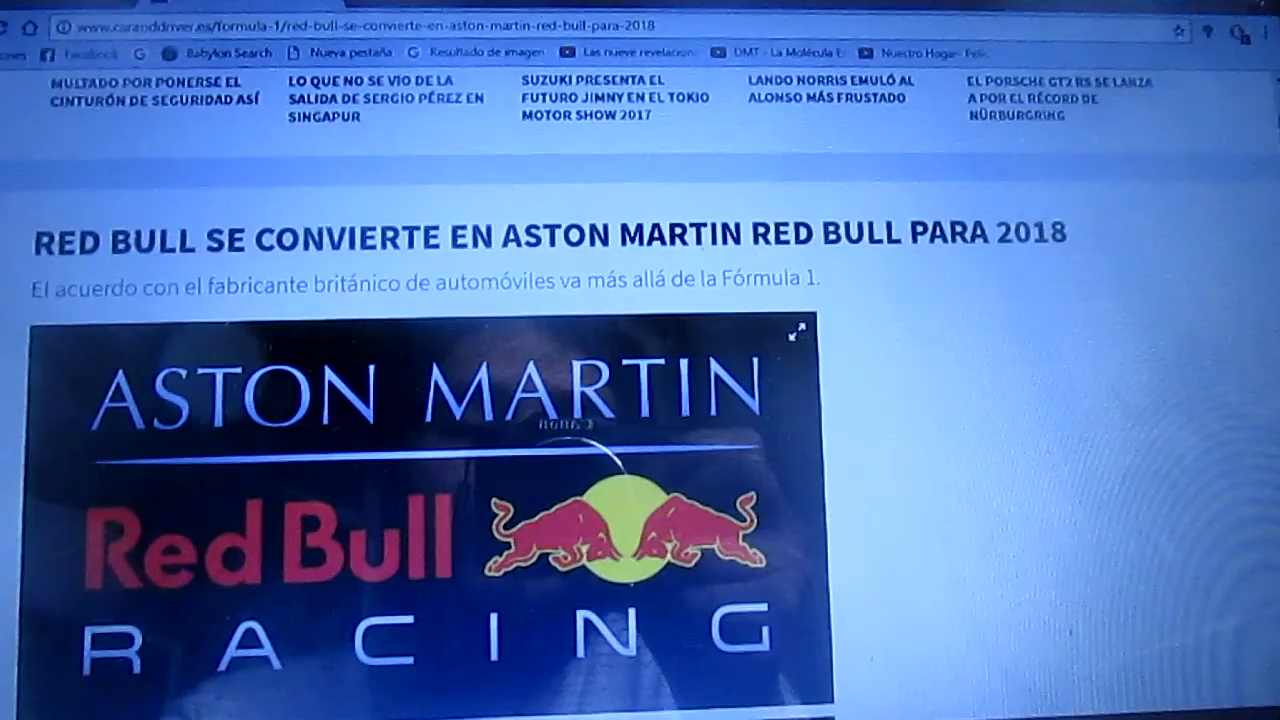 www.caranddriver.es/formula-1/red-bull-se-convierte-en-aston-martin-red-bull-para-2018
Facebook G Babylon Search Nueva pestaña G Resultado de imagen Las nueve revelacion DMT - La Molécula E Nuestro Hogar- Pelic
MULTADO POR PONERSE EL
CINTURÓN DE SEGURIDAD ASÍ
LO QUE NO SE VIO DE LA
SALIDA DE SERGIO PÉREZ EN
SINGAPUR
SUZUKI PRESENTA EL
FUTURO JIMNY EN EL TOKIO
MOTOR SHOW 2017
LANDO NORRIS EMULÓ AL
ALONSO MÁS FRUSTADO
EL PORSCHE GT2 RS SE LANZA
A POR EL RÉCORD DE
NÜRBURGRING
RED BULL SE CONVIERTE EN ASTON MARTIN RED BULL PARA 2018
El acuerdo con el fabricante británico de automóviles va más allá de la Fórmula 1.
ASTON MARTIN
Red Bull
RACING